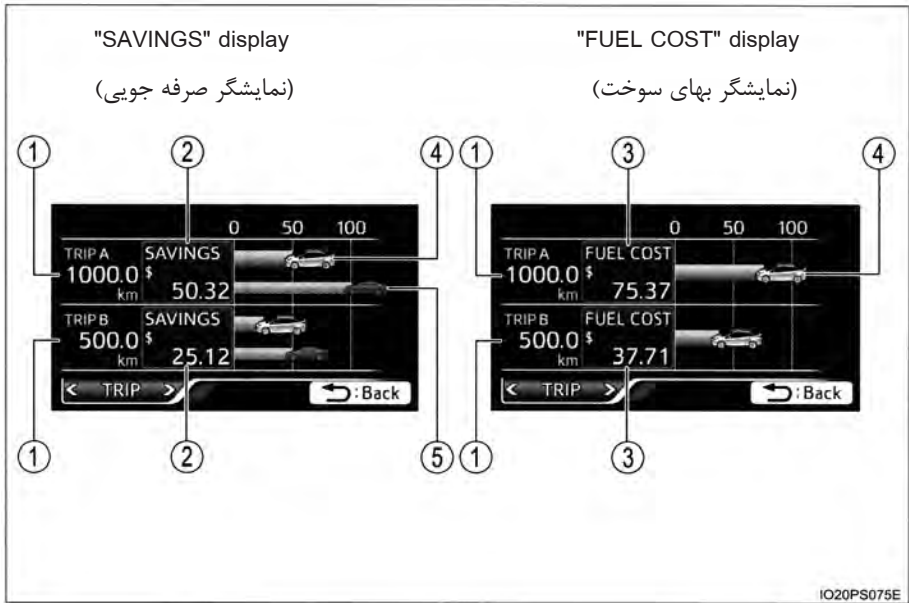 "SAVINGS" display
(نمایشگر صرفه جویی)
1
2
4
0 50 100
TRIP A
SAVINGS
1000.0
$
km
50.32
TRIP B
SAVINGS
500.0
$
km
25.12
< TRIP >
:Back
1
2
5
"FUEL COST" display
(نمایشگر بهای سوخت)
1
3
4
0 50 100
TRIP A
FUEL COST
1000.0
$
km
75.37
TRIP B
FUEL COST
500.0
$
km
37.71
< TRIP >
:Back
1
3
IO20PS075E